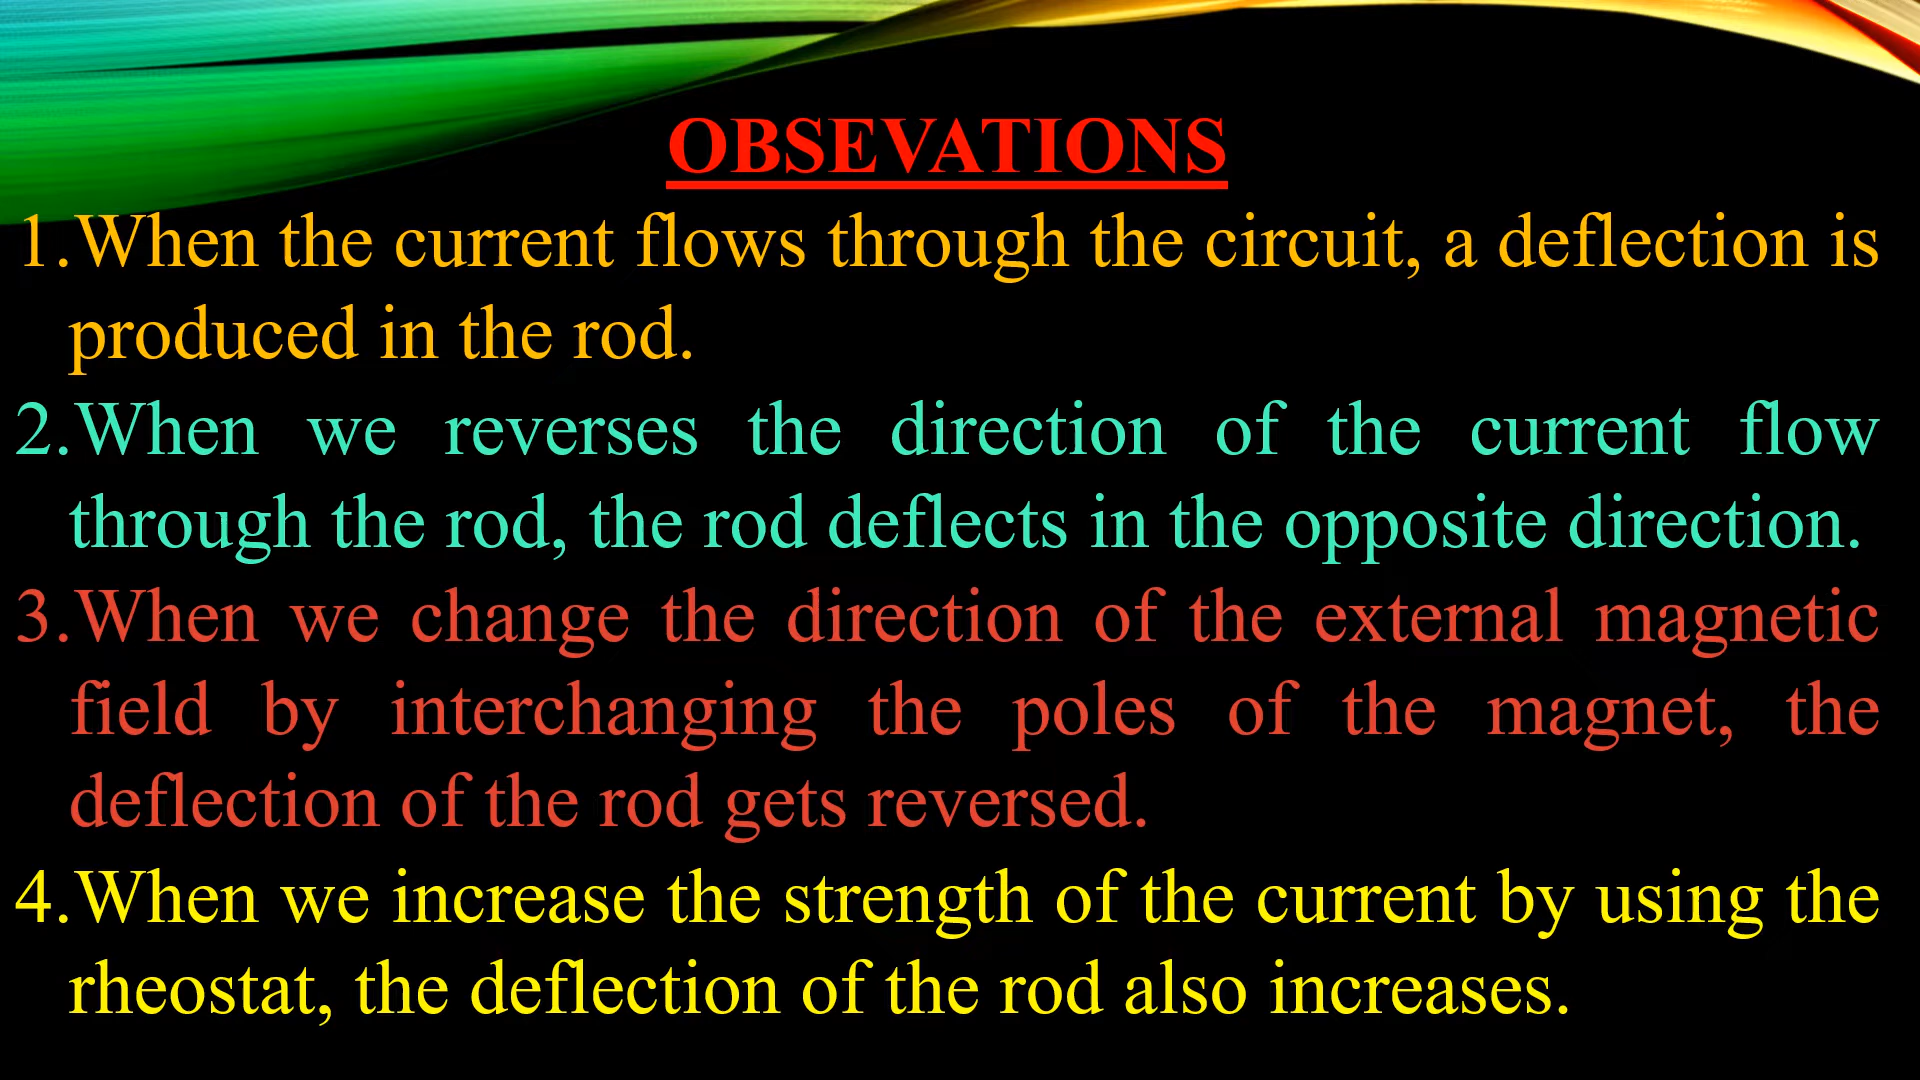 OBSEVATIONS
1.When the current flows through the circuit, a deflection is
produced in the rod.
2.When we reverses the direction of the current flow
through the rod, the rod deflects in the opposite direction.
3.When we change the direction of the external magnetic
field by interchanging the poles of the magnet, the
deflection of the rod gets reversed.
4.When we increase the strength of the current by using the
rheostat, the deflection of the rod also increases.